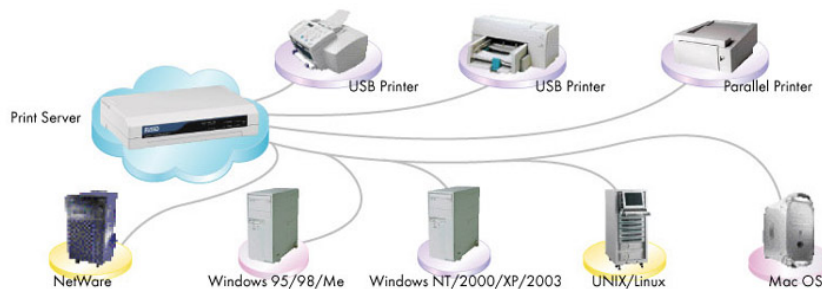 USB Printer
USB Printer
Parallel Printer
Print Server
NetWare
Windows 95/98/Me
Windows NT/2000/XP/2003
UNIX/Linux
Mac OS